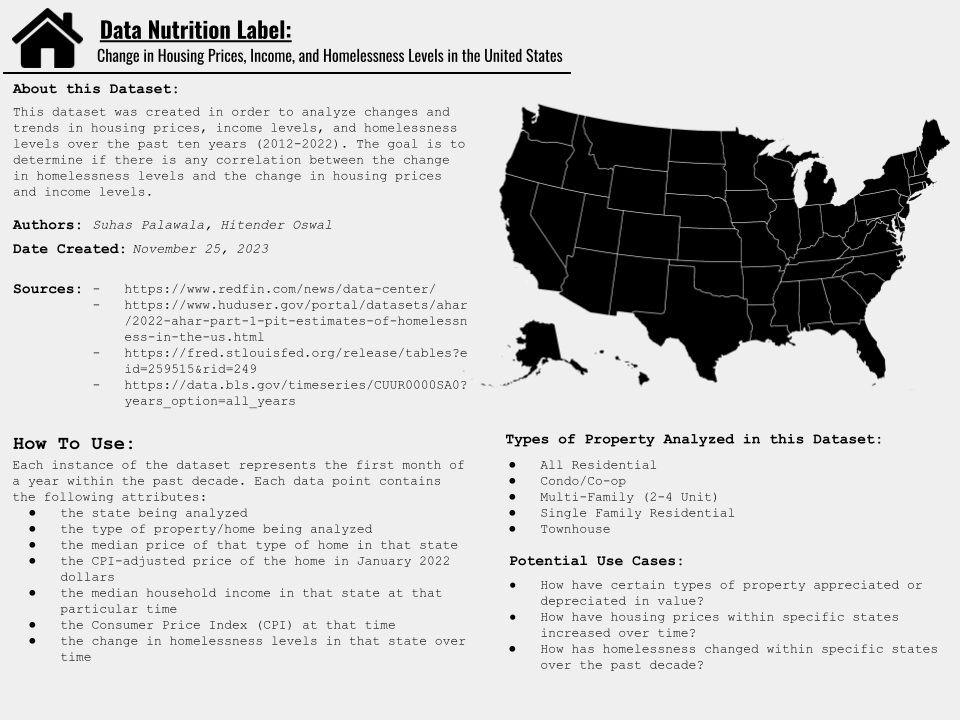 Data Nutrition Label:
Change in Housing Prices, Income, and Homelessness Levels in the United States
About this Dataset:
This dataset was created in order to analyze changes and
trends in housing prices, income levels, and homelessness
levels over the past ten years (2012-2022). The goal is to
determine if there is any correlation between the change
in homelessness levels and the change in housing prices
and income levels.
Authors: Suhas Palawala, Hitender Oswal
Date Created: November 25, 2023
Sources: - https://www.redfin.com/news/data-center/
- https://www.huduser.gov/portal/datasets/ahar
/2022-ahar-part-1-pit-estimates-of-homelessn
ess-in-the-us.html
- https://fred.stlouisfed.org/release/tables?e
id=259515&rid=249
- https://data.bls.gov/timeseries/CUUR0000SA0?
years_option=all_years
How To Use:
Each instance of the dataset represents the first month of
a year within the past decade. Each data point contains
the following attributes:
● the state being analyzed
● the type of property/home being analyzed
● the median price of that type of home in that state
● the CPI-adjusted price of the home in January 2022
dollars
● the median household income in that state at that
particular time
● the Consumer Price Index (CPI) at that time
● the change in homelessness levels in that state over
time
Types of Property Analyzed in this Dataset:
● All Residential
● Condo/Co-op
● Multi-Family (2-4 Unit)
● Single Family Residential
● Townhouse
Potential Use Cases:
● How have certain types of property appreciated or
depreciated in value?
● How have housing prices within specific states
increased over time?
● How has homelessness changed within specific states
over the past decade?